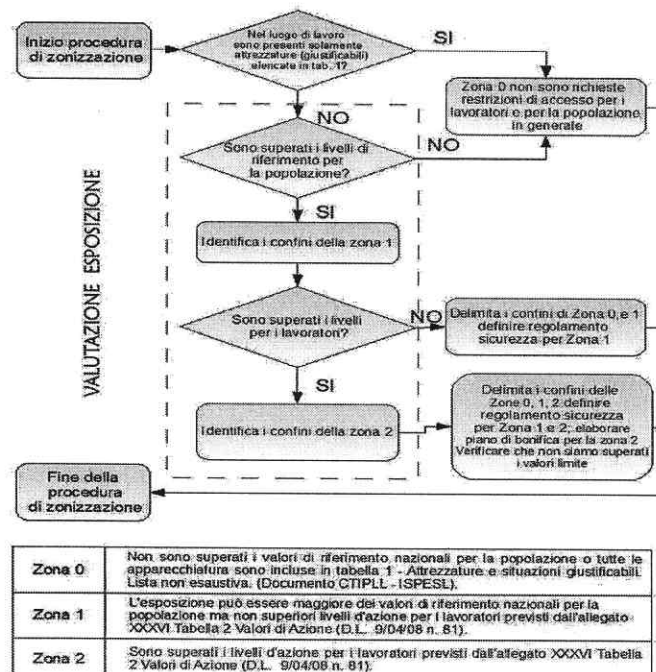 Inizio procedura
di zonizzazione
Nel luogo di lavoro
sono presenti solamente
attrezzature (giustificabili)
elencate in tab. 1?
SI
Zona 0 non sono richieste
restrizioni di accesso per i
lavoratori e per la popolazione
in generale
NO
Sono superati i livelli di
riferimento per
la popolazione?
NO
SI
VALUTAZIONE ESPOSIZIONE
Identifica i confini della zona 1
Sono superati i livelli
per i lavoratori?
NO
Delimita i confini di Zona 0, e 1
definire regolamento
sicurezza per Zona 1
SI
Identifica i confini della zona 2
Delimita i confini delle
Zone 0, 1, 2 definire
regolamento sicurezza
per Zona 1 e 2; elaborare
piano di bonifica per la zona 2
Verificare che non siamo superati
i valori limite
Fine della
procedura
di zonizzazione
Zona 0
Non sono superati i valori di riferimento nazionali per la popolazione o tutte le
apparecchiatura sono incluse in tabella 1 - Attrezzature e situazioni giustificabili.
Lista non esaustiva. (Documento CTIPLL - ISPESL).
Zona 1
L'esposizione può essere maggiore dei valori di riferimento nazionali per la
popolazione ma non superiori livelli d'azione per i lavoratori previsti dall'allegato
XXXVI Tabella 2 Valori di Azione (D.L. 9/04/08 n. 81).
Zona 2
Sono superati i livelli d'azione per i lavoratori previsti dall'allegato XXXVI Tabella
2 Valori di Azione (D.L. 9/04/08 n. 81).